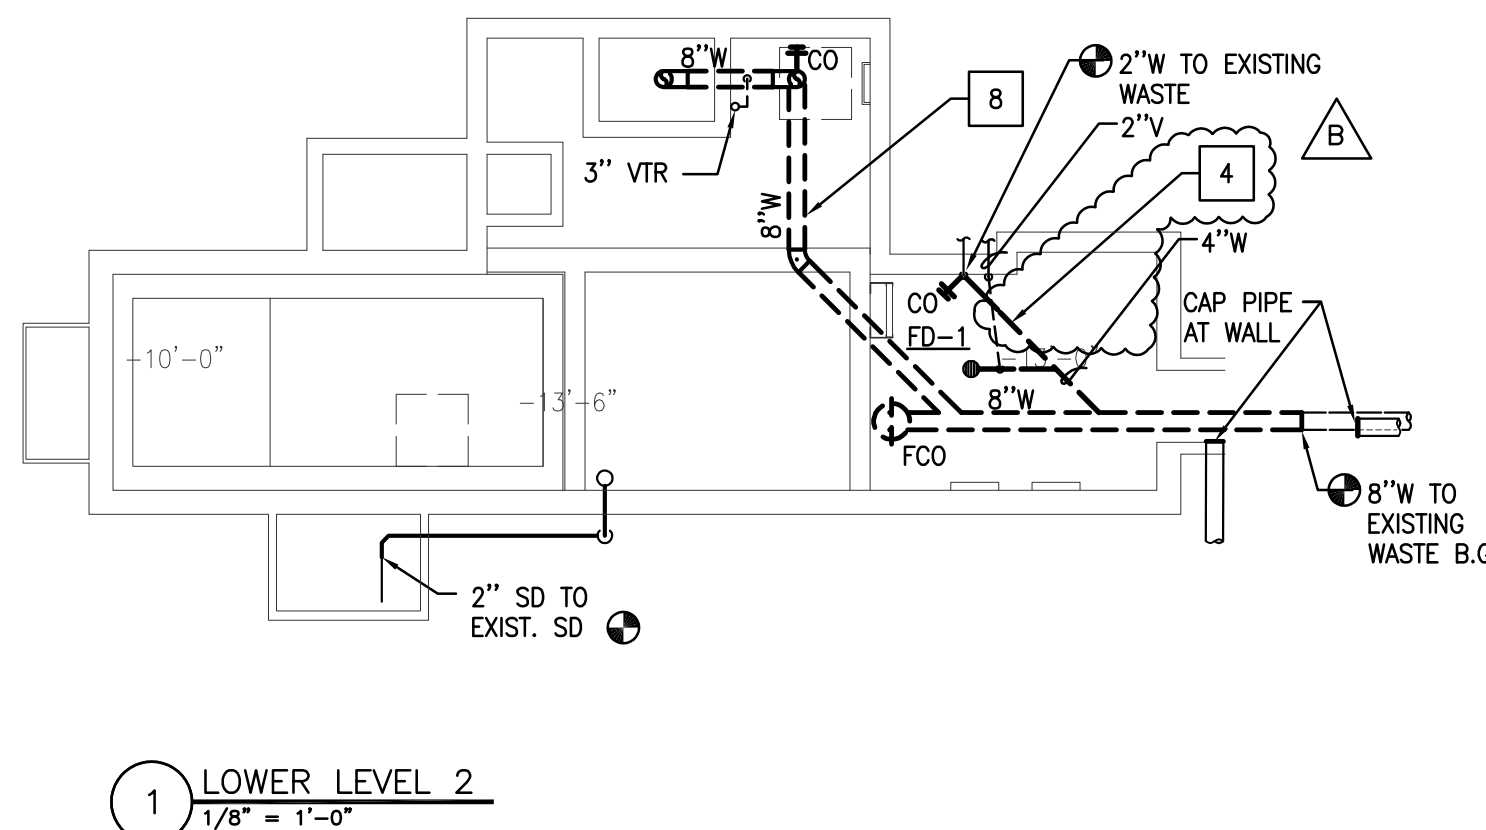 8"W
CO
2"W TO EXISTING
WASTE
8
2"V
B
3" VTR
4
8"W
4"W
CO
CAP PIPE
AT WALL
FD-1
-10'-0"
-13'-6"
8"W
FCO
8"W TO
EXISTING
WASTE
2" SD TO
EXIST. SD
1
LOWER LEVEL 2
1/8" = 1'-0"